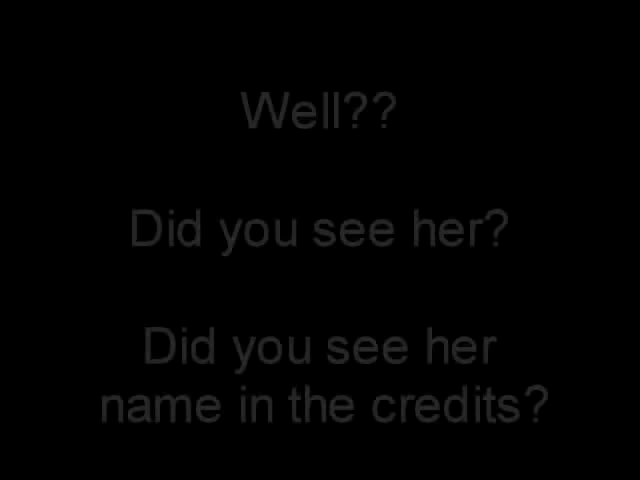 Well??
Did you see her?
Did you see her
name in the credits?